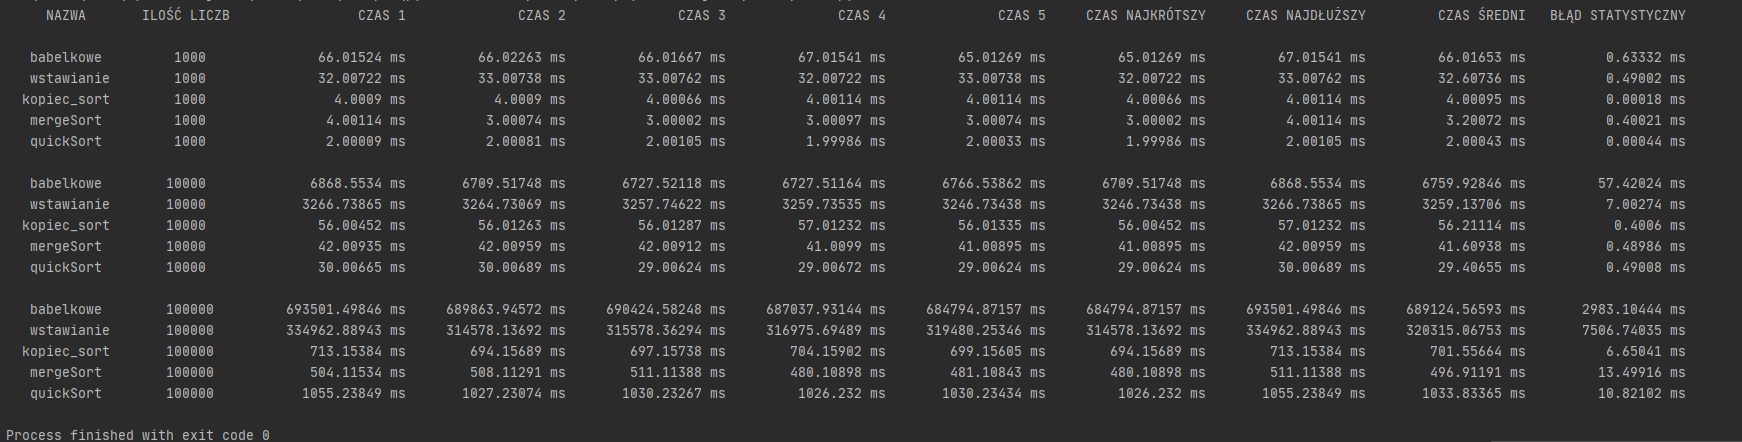 NAZWA ILOŚĆ LICZB CZAS 1 CZAS 2 CZAS 3 CZAS 4 CZAS 5 CZAS NAJKRÓTSZY CZAS NAJDŁUŻSZY CZAS ŚREDNI BŁĄD STATYSTYCZNY
babelkowe 1000 66.01524 ms 66.02263 ms 66.01667 ms 67.01541 ms 65.01269 ms 65.01269 ms 67.01541 ms 66.01653 ms 0.63332 ms
wstawianie 1000 32.00722 ms 33.00738 ms 33.00762 ms 32.00722 ms 33.00738 ms 32.00722 ms 33.00762 ms 32.60736 ms 0.49002 ms
kopiec_sort 1000 4.0009 ms 4.0009 ms 4.00066 ms 4.00114 ms 4.00114 ms 4.00066 ms 4.00114 ms 4.00095 ms 0.00018 ms
mergeSort 1000 4.00114 ms 3.00074 ms 3.00002 ms 3.00097 ms 3.00074 ms 3.00002 ms 4.00114 ms 3.20072 ms 0.40021 ms
quickSort 1000 2.00009 ms 2.00081 ms 2.00105 ms 1.99986 ms 2.00033 ms 1.99986 ms 2.00105 ms 2.00043 ms 0.00044 ms
babelkowe 10000 6868.5534 ms 6709.51748 ms 6727.52118 ms 6727.51164 ms 6766.53862 ms 6709.51748 ms 6868.5534 ms 6759.92846 ms 57.42024 ms
wstawianie 10000 3266.73865 ms 3264.73069 ms 3257.74622 ms 3259.73535 ms 3246.73438 ms 3246.73438 ms 3266.73865 ms 3259.13706 ms 7.00274 ms
kopiec_sort 10000 56.00452 ms 56.01263 ms 56.01287 ms 57.01232 ms 56.01335 ms 56.00452 ms 57.01232 ms 56.21114 ms 0.4006 ms
mergeSort 10000 42.00935 ms 42.00959 ms 42.00912 ms 41.0099 ms 41.00895 ms 41.00895 ms 42.00959 ms 41.60938 ms 0.48986 ms
quickSort 10000 30.00665 ms 30.00689 ms 29.00624 ms 29.00672 ms 29.00624 ms 29.00624 ms 30.00689 ms 29.40655 ms 0.49008 ms
babelkowe 100000 693501.49846 ms 689863.94572 ms 690424.58248 ms 687037.93144 ms 684794.87157 ms 684794.87157 ms 693501.49846 ms 689124.56593 ms 2983.10444 ms
wstawianie 100000 334962.88943 ms 314578.13692 ms 315578.36294 ms 316975.69489 ms 319480.25346 ms 314578.13692 ms 334962.88943 ms 320315.06753 ms 7506.74035 ms
kopiec_sort 100000 713.15384 ms 694.15689 ms 697.15738 ms 704.15902 ms 699.15605 ms 694.15689 ms 713.15384 ms 701.55664 ms 6.65041 ms
mergeSort 100000 504.11534 ms 508.11291 ms 511.11388 ms 480.10898 ms 481.10843 ms 480.10898 ms 511.11388 ms 496.91191 ms 13.49916 ms
quickSort 100000 1055.23849 ms 1027.23074 ms 1030.23267 ms 1026.232 ms 1030.23434 ms 1026.232 ms 1055.23849 ms 1033.83365 ms 10.82102 ms
Process finished with exit code 0